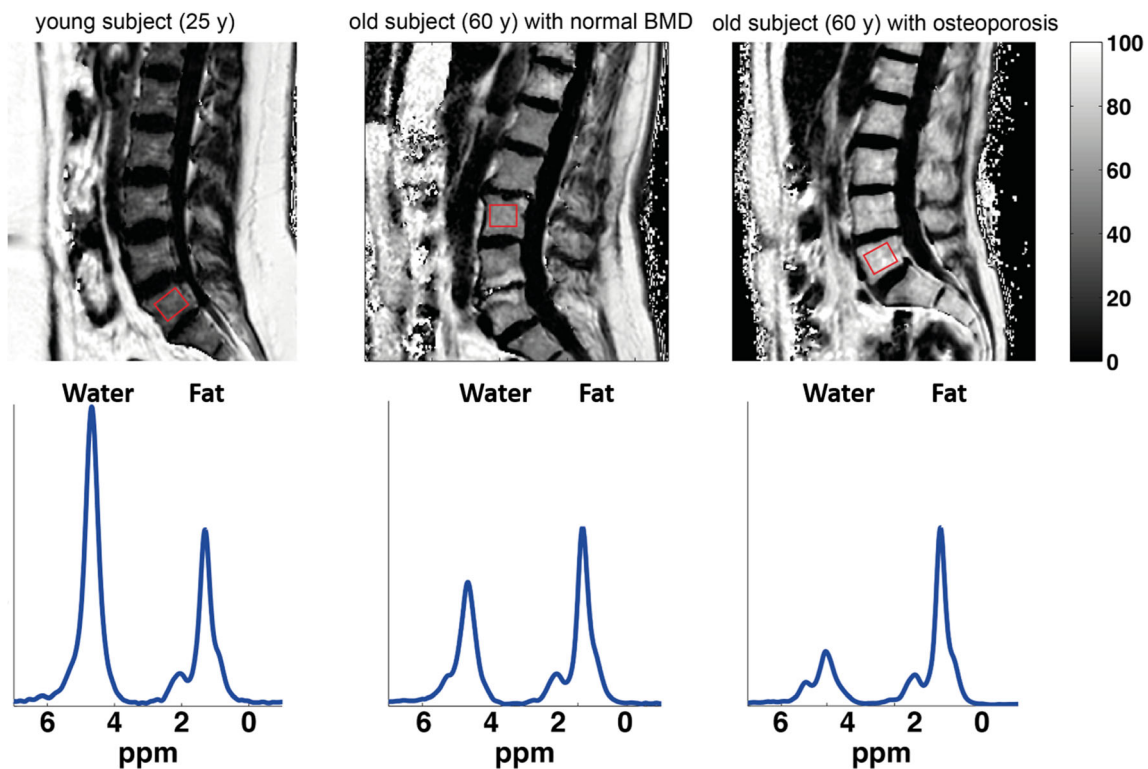 young subject (25 y)
old subject (60 y) with normal BMD
old subject (60 y) with osteoporosis
100
80
60
40
20
0
Water Fat
Water Fat
Water Fat
6 4 2 0
6 4 2 0
6 4 2 0
ppm
ppm
ppm